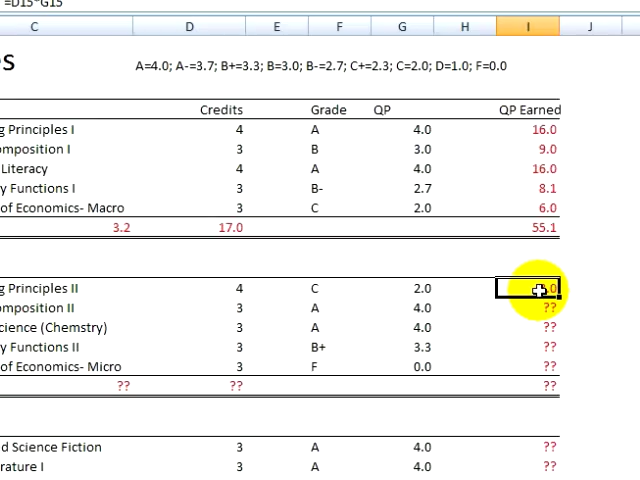 =D15*G15
C D E F G H I J
es A=4.0; A-=3.7; B+=3.3; B=3.0; B-=2.7; C+=2.3; C=2.0; D=1.0; F=0.0
Credits Grade QP QP Earned
g Principles I 4 A 4.0 16.0
omposition I 3 B 3.0 9.0
Literacy 4 A 4.0 16.0
y Functions I 3 B- 2.7 8.1
of Economics- Macro 3 C 2.0 6.0
3.2 17.0 55.1
g Principles II 4 C 2.0 .0
omposition II 3 A 4.0 ??
cience (Chemstry) 3 A 4.0 ??
y Functions II 3 B+ 3.3 ??
of Economics- Micro 3 F 0.0 ??
?? ?? ??
d Science Fiction 3 A 4.0 ??
rature I 3 A 4.0 ??